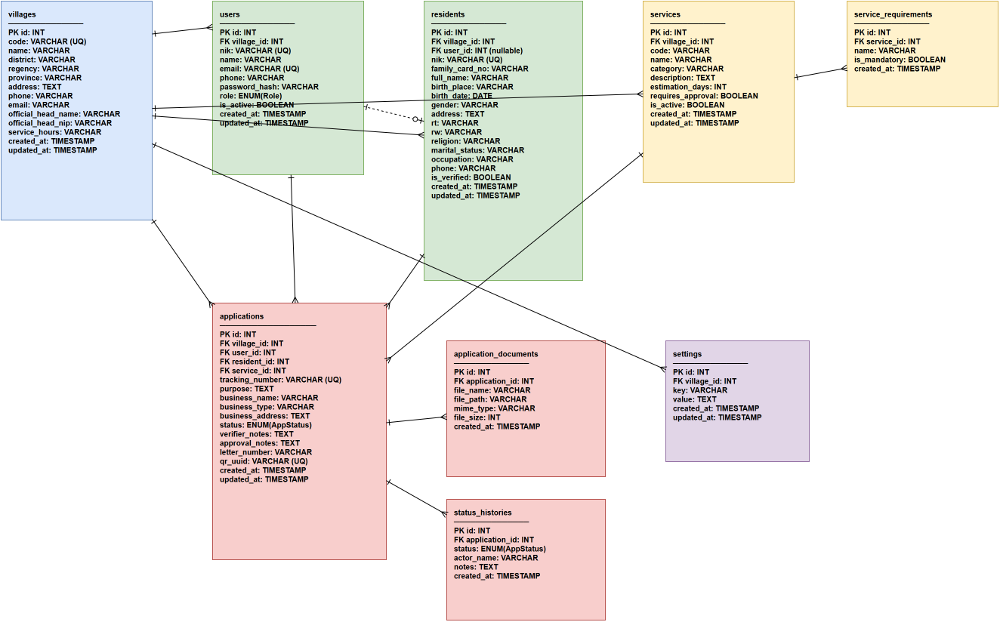 villages
PK id: INT
code: VARCHAR (UQ)
name: VARCHAR
district: VARCHAR
regency: VARCHAR
province: VARCHAR
address: TEXT
phone: VARCHAR
email: VARCHAR
official_head_name: VARCHAR
official_head_nip: VARCHAR
service_hours: VARCHAR
created_at: TIMESTAMP
updated_at: TIMESTAMP
users
PK id: INT
FK village_id: INT
nik: VARCHAR (UQ)
name: VARCHAR
email: VARCHAR (UQ)
phone: VARCHAR
password_hash: VARCHAR
role: ENUM(Role)
is_active: BOOLEAN
created_at: TIMESTAMP
updated_at: TIMESTAMP
residents
PK id: INT
FK village_id: INT
FK user_id: INT (nullable)
nik: VARCHAR (UQ)
family_card_no: VARCHAR
full_name: VARCHAR
birth_place: VARCHAR
birth_date: DATE
gender: VARCHAR
address: TEXT
rt: VARCHAR
rw: VARCHAR
religion: VARCHAR
marital_status: VARCHAR
occupation: VARCHAR
phone: VARCHAR
is_verified: BOOLEAN
created_at: TIMESTAMP
updated_at: TIMESTAMP
services
PK id: INT
FK village_id: INT
code: VARCHAR
name: VARCHAR
category: VARCHAR
description: TEXT
estimation_days: INT
requires_approval: BOOLEAN
is_active: BOOLEAN
created_at: TIMESTAMP
updated_at: TIMESTAMP
service_requirements
PK id: INT
FK service_id: INT
name: VARCHAR
is_mandatory: BOOLEAN
created_at: TIMESTAMP
applications
PK id: INT
FK village_id: INT
FK user_id: INT
FK resident_id: INT
FK service_id: INT
tracking_number: VARCHAR (UQ)
purpose: TEXT
business_name: VARCHAR
business_type: VARCHAR
business_address: TEXT
status: ENUM(AppStatus)
verifier_notes: TEXT
approval_notes: TEXT
letter_number: VARCHAR
qr_uuid: VARCHAR (UQ)
created_at: TIMESTAMP
updated_at: TIMESTAMP
application_documents
PK id: INT
FK application_id: INT
file_name: VARCHAR
file_path: VARCHAR
mime_type: VARCHAR
file_size: INT
created_at: TIMESTAMP
settings
PK id: INT
FK village_id: INT
key: VARCHAR
value: TEXT
created_at: TIMESTAMP
updated_at: TIMESTAMP
status_histories
PK id: INT
FK application_id: INT
status: ENUM(AppStatus)
actor_name: VARCHAR
notes: TEXT
created_at: TIMESTAMP